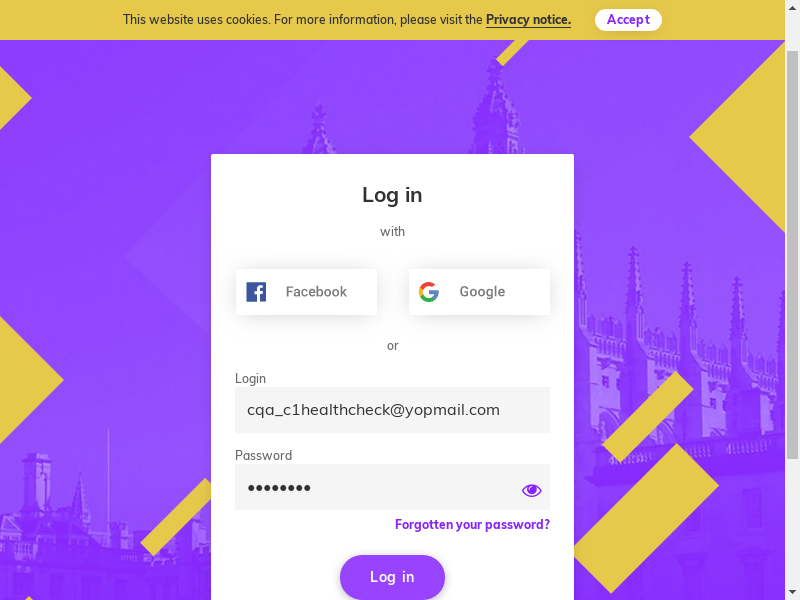 This website uses cookies. For more information, please visit the Privacy notice. Accept
Log in
with
Facebook Google
or
Login
cqa_c1healthcheck@yopmail.com
Password
••••••••
Forgotten your password?
Log in